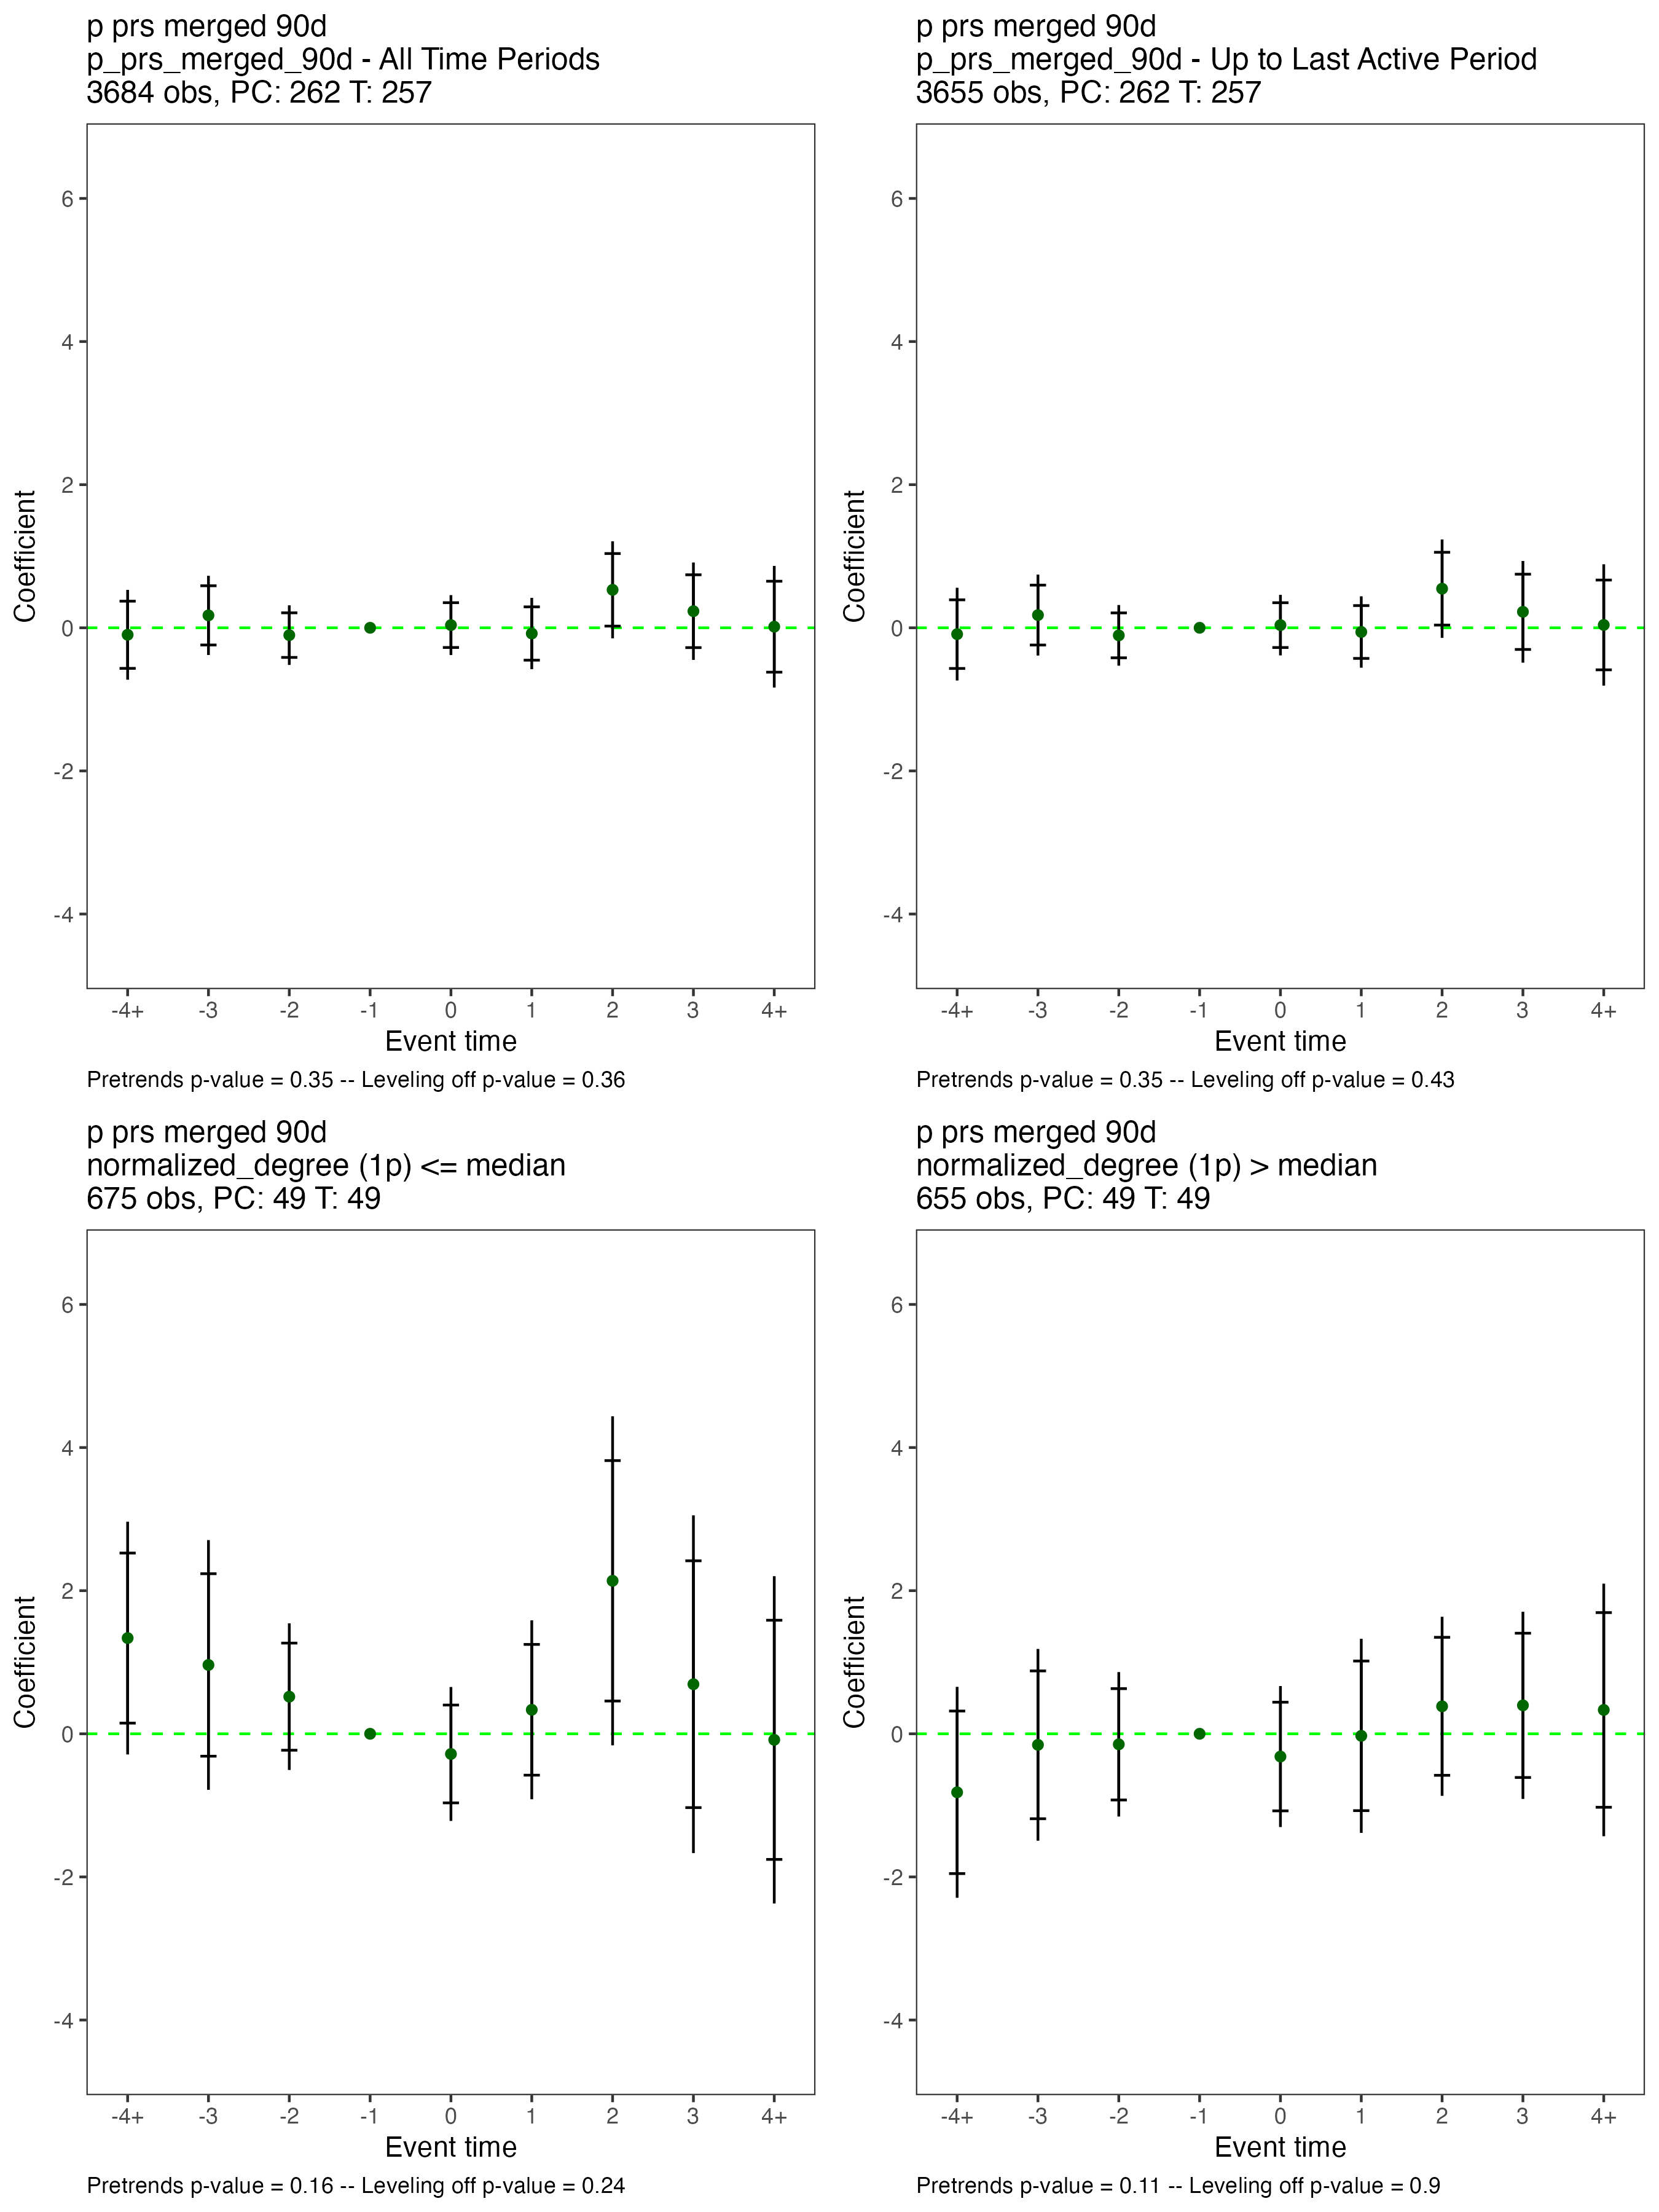 p prs merged 90d
p_prs_merged_90d - All Time Periods
3684 obs, PC: 262 T: 257
Coefficient
6
4
2
0
-2
-4
-4+ -3 -2 -1 0 1 2 3 4+
Event time
Pretrends p-value = 0.35 -- Leveling off p-value = 0.36
p prs merged 90d
p_prs_merged_90d - Up to Last Active Period
3655 obs, PC: 262 T: 257
Coefficient
6
4
2
0
-2
-4
-4+ -3 -2 -1 0 1 2 3 4+
Event time
Pretrends p-value = 0.35 -- Leveling off p-value = 0.43
p prs merged 90d
normalized_degree (1p) <= median
675 obs, PC: 49 T: 49
Coefficient
6
4
2
0
-2
-4
-4+ -3 -2 -1 0 1 2 3 4+
Event time
Pretrends p-value = 0.16 -- Leveling off p-value = 0.24
p prs merged 90d
normalized_degree (1p) > median
655 obs, PC: 49 T: 49
Coefficient
6
4
2
0
-2
-4
-4+ -3 -2 -1 0 1 2 3 4+
Event time
Pretrends p-value = 0.11 -- Leveling off p-value = 0.9